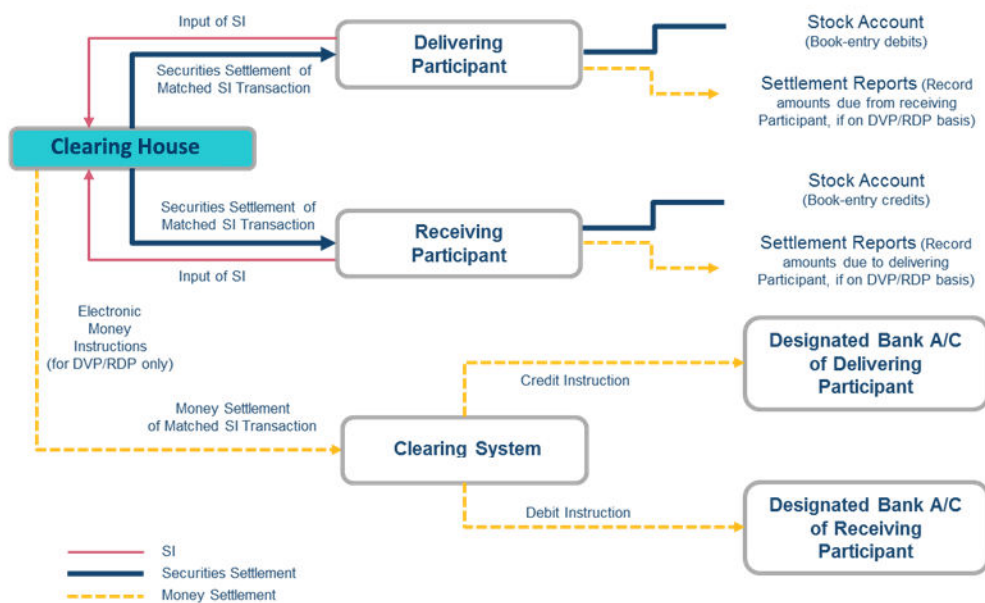 Input of SI
Delivering
Participant
Stock Account
(Book-entry debits)
Securities Settlement of
Matched SI Transaction
Settlement Reports (Record
amounts due from receiving
Participant, if on DVP/RDP basis)
Clearing House
Securities Settlement of
Matched SI Transaction
Receiving
Participant
Stock Account
(Book-entry credits)
Input of SI
Settlement Reports (Record
amounts due to delivering
Participant, if on DVP/RDP basis)
Electronic
Money
Instructions
(for DVP/RDP only)
Money Settlement
of Matched SI Transaction
Clearing System
Credit Instruction
Designated Bank A/C
of Delivering
Participant
Debit Instruction
Designated Bank A/C
of Receiving
Participant
SI
Securities Settlement
Money Settlement